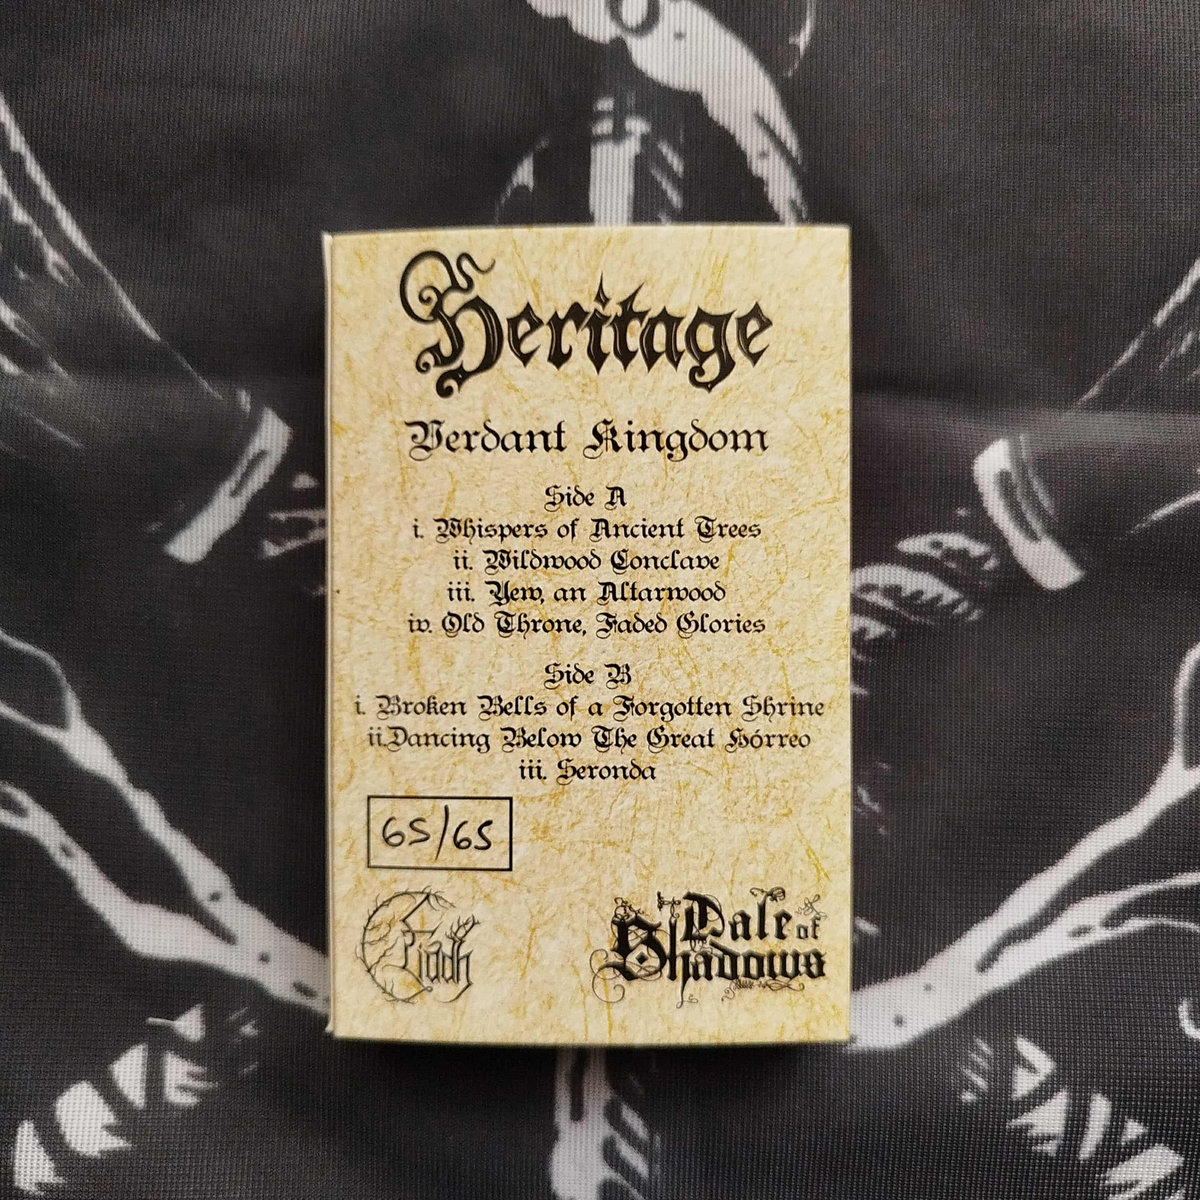 Heritage
Verdant Kingdom
Side A
i. Whispers of Ancient Trees
ii. Wildwood Conclave
iii. Yew, an Altarwood
iv. Old Throne, Faded Glories
Side B
i. Broken Bells of a Forgotten Shrine
ii.Dancing Below The Great Hórreo
iii. Seronda
65/65
Fiadh
Dale of
Shadows